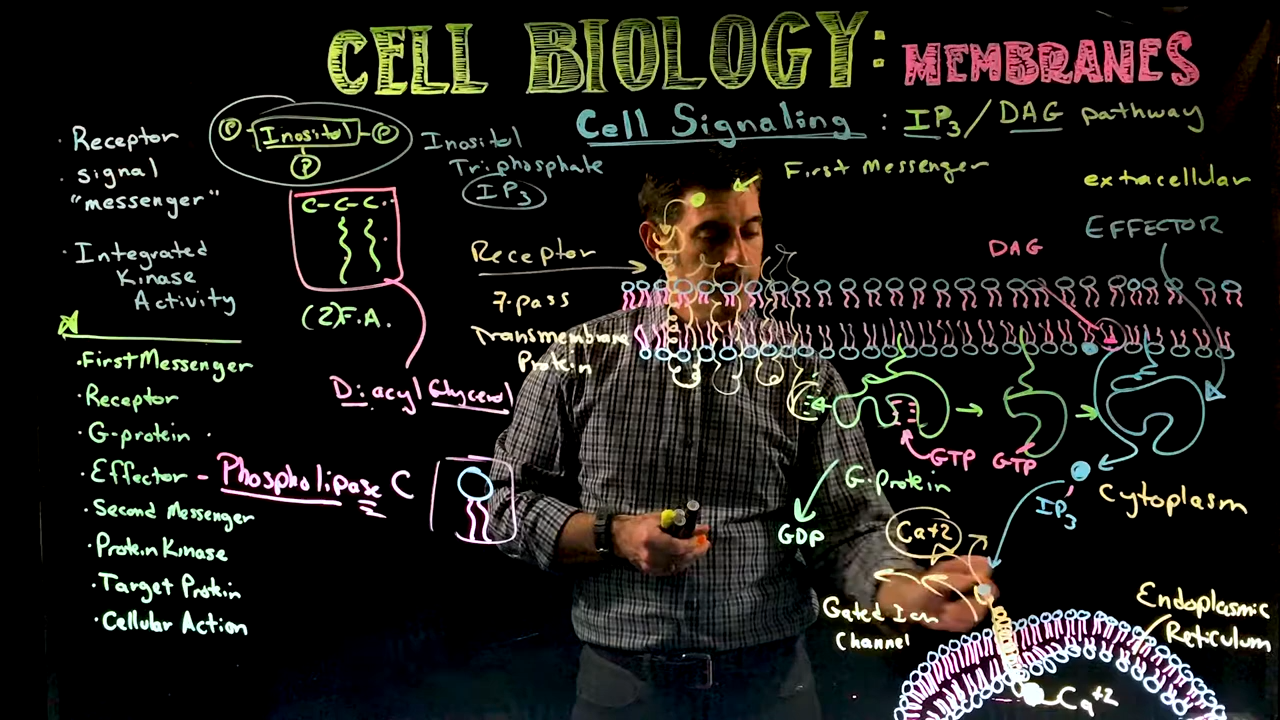 CELL BIOLOGY: MEMBRANES
Cell Signaling : IP3/DAG pathway
· Receptor
· signal
"messenger"
· Integrated
Kinase
Activity
P - Inositol - P
P
Inositol
Triphosphate
IP3
C-C-C
(2)F.A.
Diacyl Glycerol
· First Messenger
· Receptor
· G-protein ·
· Effector - Phospholipase C
· Second Messenger
· Protein Kinase
· Target Protein
· Cellular Action
First Messenger
Receptor
7-pass
Transmembrane
Protein
extracellular
EFFECTOR
DAG
GTP
GTP
G-protein
GDP
IP3
Cytoplasm
Ca+2
Gated Ion
Channel
Endoplasmic
Reticulum
Ca+2